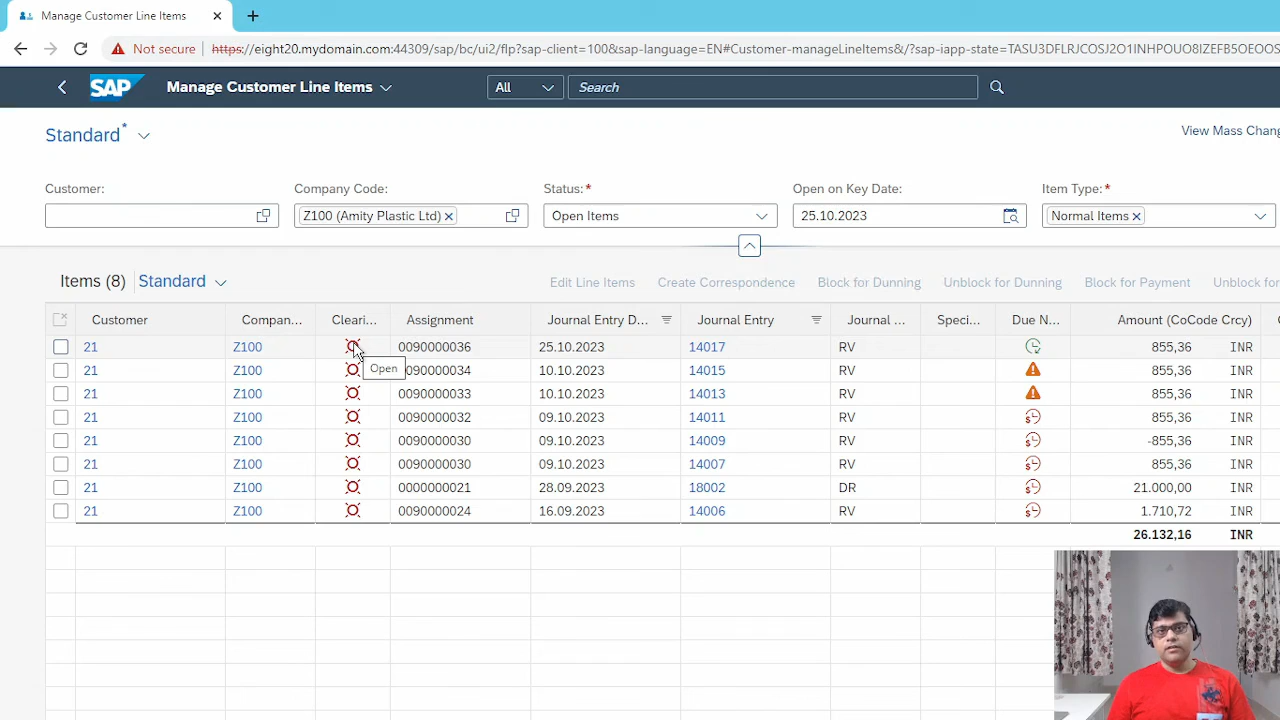 Manage Customer Line Items
Not secure
https://eight20.mydomain.com:44309/sap/bc/ui2/flp?sap-client=100&sap-language=EN#Customer-manageLineItems&/?sap-iapp-state=TASU3DFLRJCOSJ2O1INHPOUO8IZEFB5OEOO3
SAP Manage Customer Line Items All Search
Standard*
View Mass Chang
Customer: Company Code: Status:* Open on Key Date: Item Type:*
Z100 (Amity Plastic Ltd) Open Items 25.10.2023 Normal Items
Items (8) Standard Edit Line Items Create Correspondence Block for Dunning Unblock for Dunning Block for Payment Unblock for
Customer Compan... Cleari... Assignment Journal Entry D... Journal Entry Journal ... Speci... Due N... Amount (CoCode Crcy)
21 Z100 0090000036 25.10.2023 14017 RV 855,36 INR
Open
21 Z100 0090000034 10.10.2023 14015 RV 855,36 INR
21 Z100 0090000033 10.10.2023 14013 RV 855,36 INR
21 Z100 0090000032 09.10.2023 14011 RV 855,36 INR
21 Z100 0090000030 09.10.2023 14009 RV -855,36 INR
21 Z100 0090000030 09.10.2023 14007 RV 855,36 INR
21 Z100 0000000021 28.09.2023 18002 DR 21.000,00 INR
21 Z100 0090000024 16.09.2023 14006 RV 1.710,72 INR
26.132,16 INR